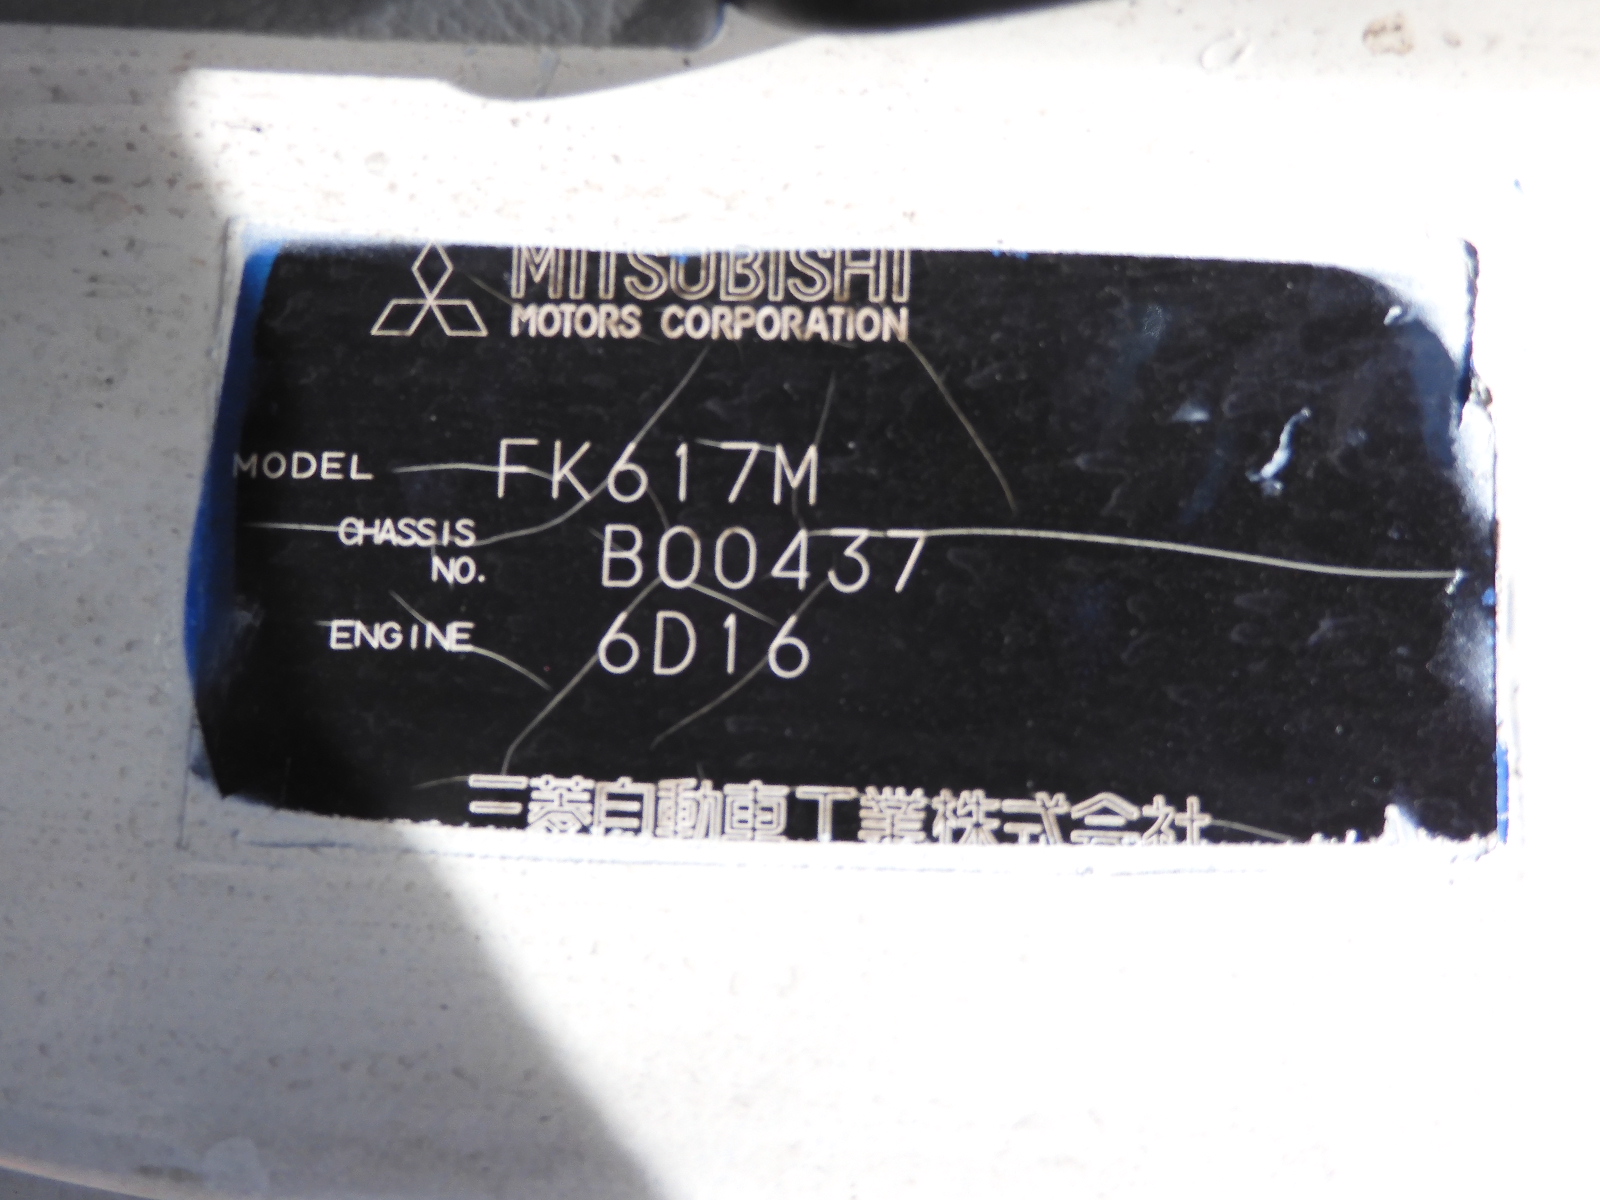 MITSUBISHI
MOTORS CORPORATION
MODEL FK617M
CHASSIS NO. B00437
ENGINE 6D16
三菱自動車工業株式会社